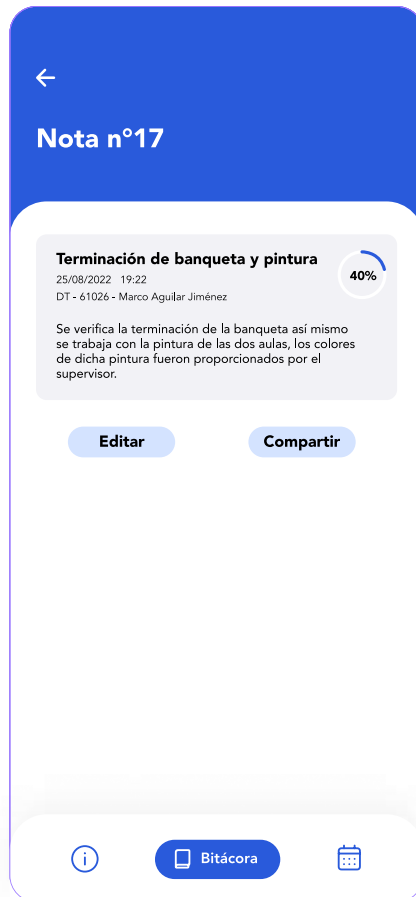 Nota n°17
Terminación de banqueta y pintura
25/08/2022 19:22
40%
DT - 61026 - Marco Aguilar Jiménez
Se verifica la terminación de la banqueta así mismo
se trabaja con la pintura de las dos aulas, los colores
de dicha pintura fueron proporcionados por el
supervisor.
Editar
Compartir
Bitácora